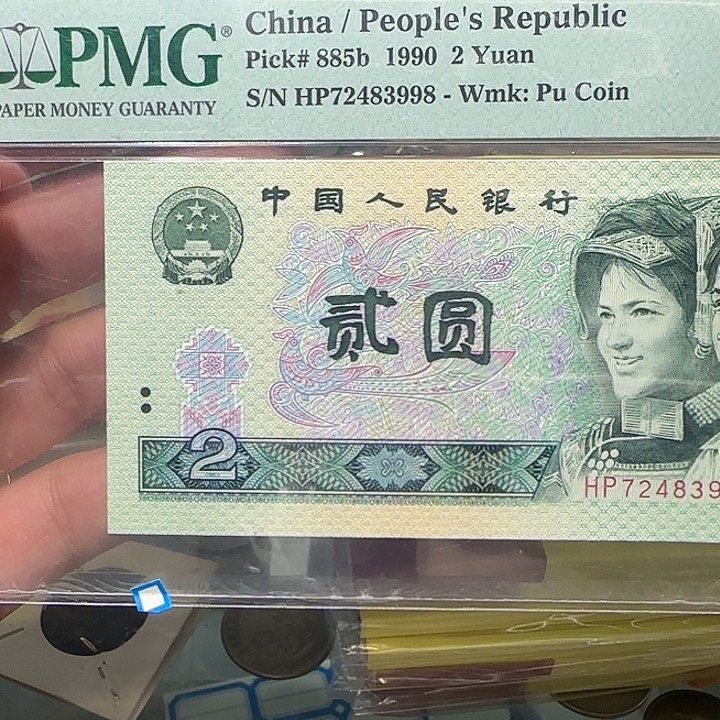 PMG®
PAPER MONEY GUARANTY
China / People's Republic
Pick# 885b 1990 2 Yuan
S/N HP72483998 - Wmk: Pu Coin
中国人民银行
贰圆
2
HP7248399